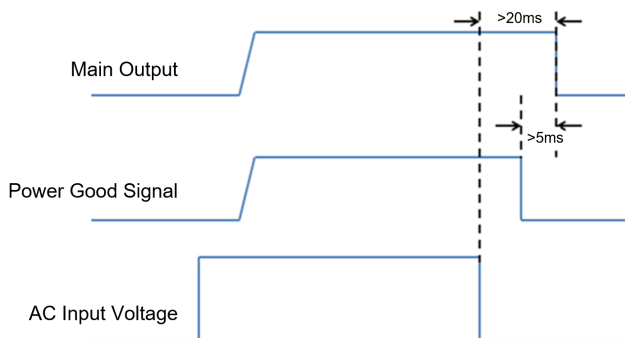 >20ms
Main Output
>5ms
Power Good Signal
AC Input Voltage